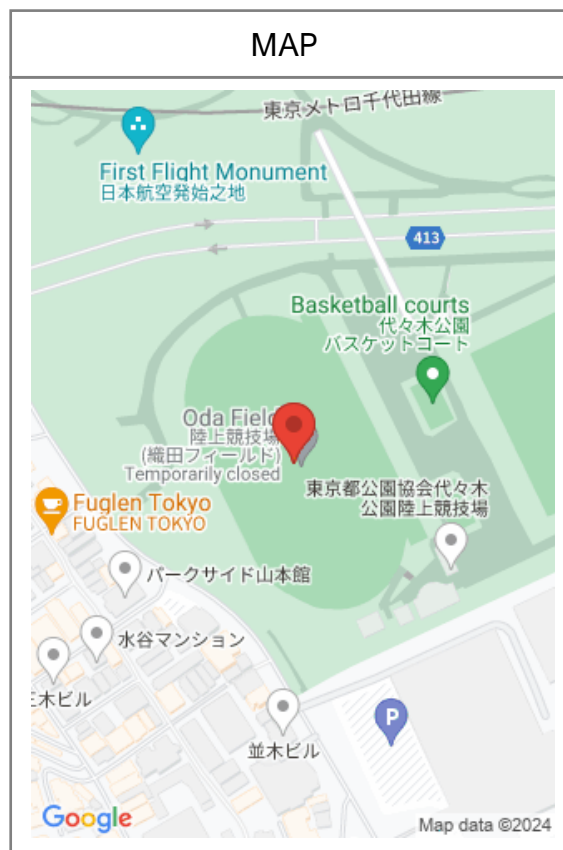 MAP
東京メトロ千代田線
First Flight Monument
日本航空発始之地
413
Basketball courts
代々木公園
バスケットコート
Oda Field
陸上競技場
(織田フィールド)
Temporarily closed
東京都公園協会代々木
公園陸上競技場
Fuglen Tokyo
FUGLEN TOKYO
パークサイド山本館
水谷マンション
三木ビル
並木ビル
P
Google
Map data ©2024